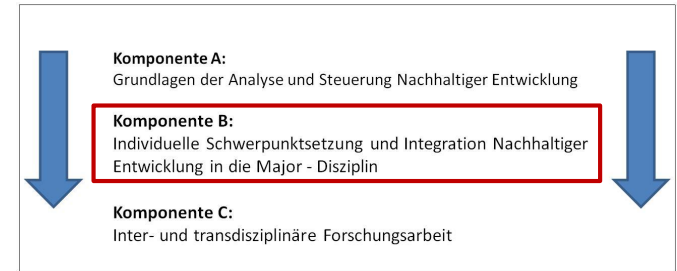 Komponente A:
Grundlagen der Analyse und Steuerung Nachhaltiger Entwicklung
Komponente B:
Individuelle Schwerpunktsetzung und Integration Nachhaltiger
Entwicklung in die Major - Disziplin
Komponente C:
Inter- und transdisziplinäre Forschungsarbeit